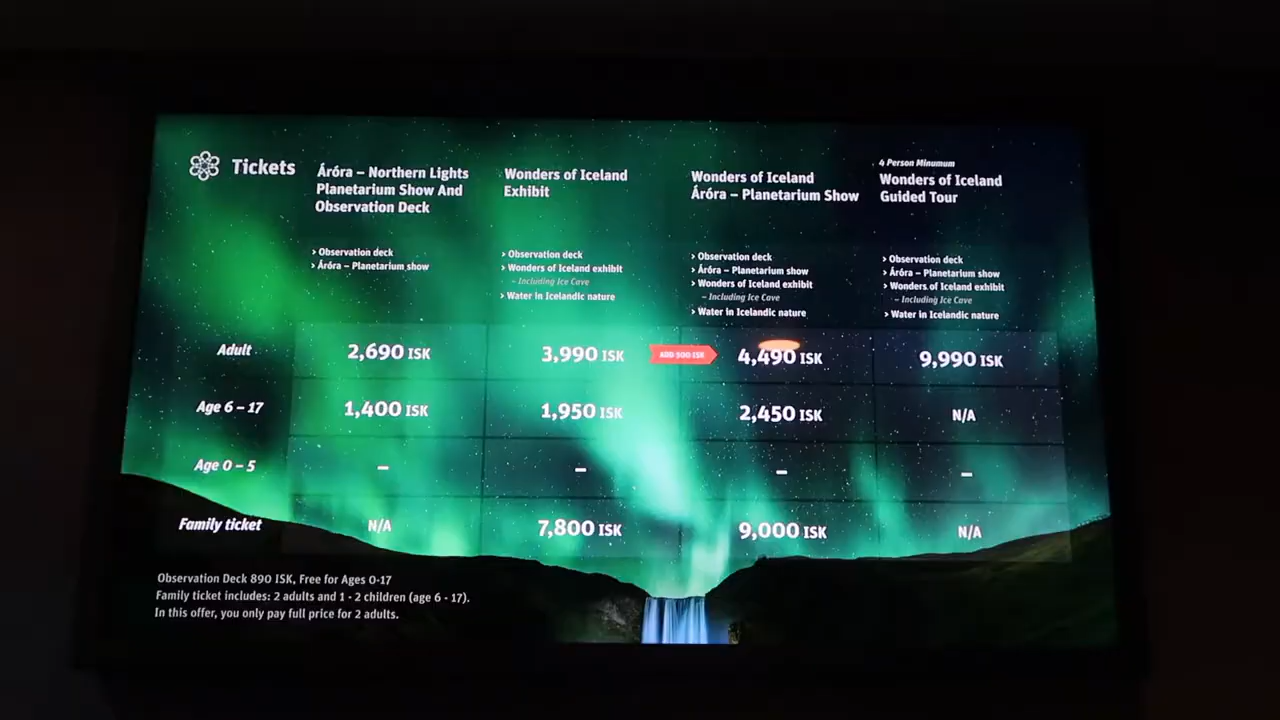 Tickets
Áróra – Northern Lights
Planetarium Show And
Observation Deck
Wonders of Iceland
Exhibit
Wonders of Iceland
Áróra – Planetarium Show
4 Person Minumum
Wonders of Iceland
Guided Tour
› Observation deck
› Áróra – Planetarium show
› Observation deck
› Wonders of Iceland exhibit
– Including Ice Cave
› Water in Icelandic nature
› Observation deck
› Áróra – Planetarium show
› Wonders of Iceland exhibit
– Including Ice Cave
› Water in Icelandic nature
› Observation deck
› Áróra – Planetarium show
› Wonders of Iceland exhibit
– Including Ice Cave
› Water in Icelandic nature
Adult 2,690 ISK 3,990 ISK ADD 500 ISK 4,490 ISK 9,990 ISK
Age 6 – 17 1,400 ISK 1,950 ISK 2,450 ISK N/A
Age 0 – 5 – – – –
Family ticket N/A 7,800 ISK 9,000 ISK N/A
Observation Deck 890 ISK, Free for Ages 0-17
Family ticket includes: 2 adults and 1 - 2 children (age 6 - 17).
In this offer, you only pay full price for 2 adults.